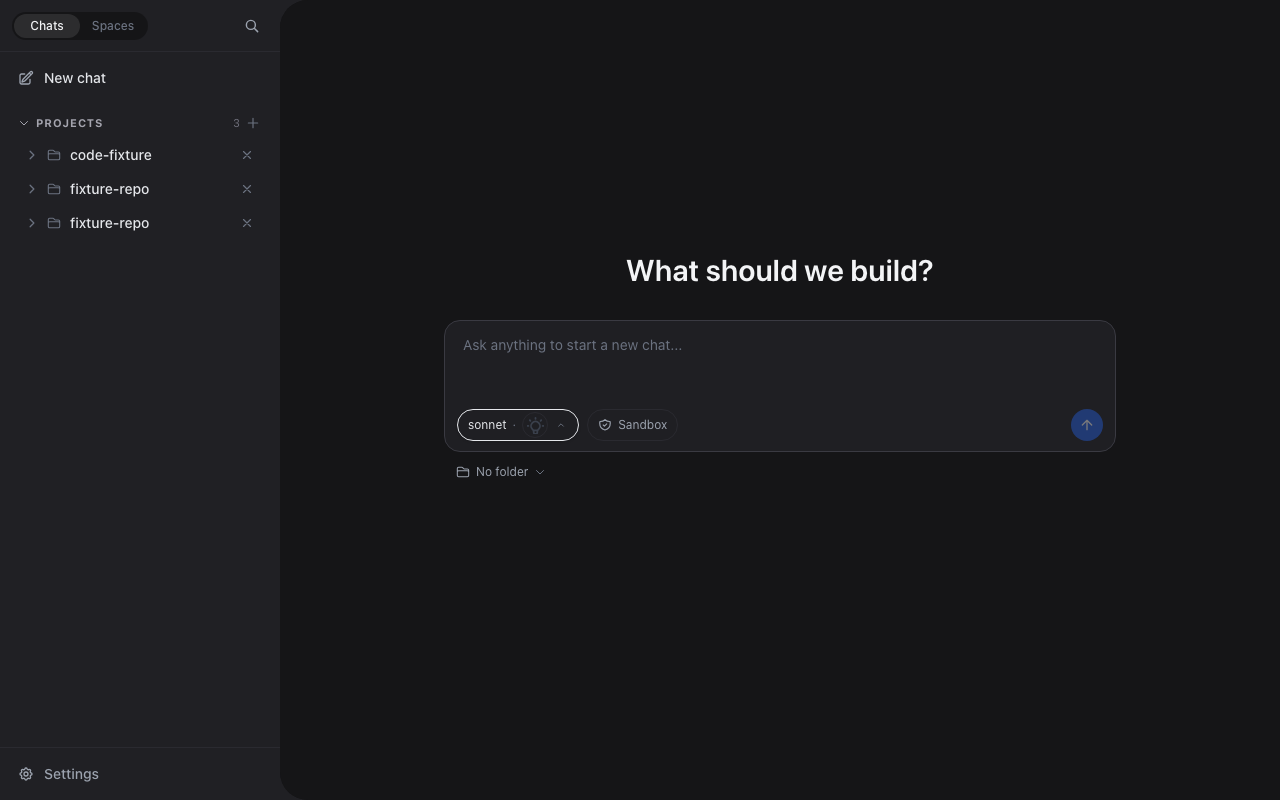 Chats Spaces
New chat
PROJECTS 3
code-fixture
fixture-repo
fixture-repo
Settings
What should we build?
Ask anything to start a new chat...
sonnet · Sandbox
No folder